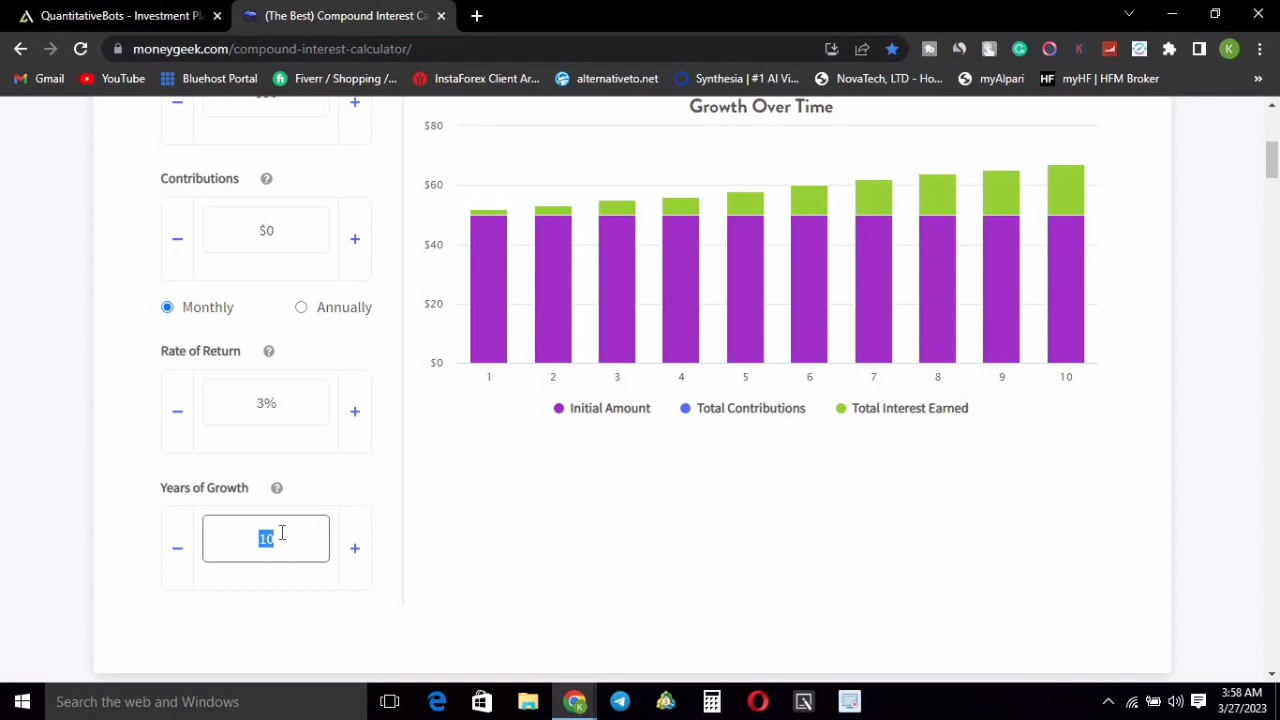 QuantitativeBots - Investment Pl
(The Best) Compound Interest Ca
moneygeek.com/compound-interest-calculator/
K
K
Gmail
YouTube
Bluehost Portal
Fiverr / Shopping /...
InstaForex Client Ar...
alternativeto.net
Synthesia | #1 AI Vi...
NovaTech, LTD - Ho...
myAlpari
HF
myHF | HFM Broker
»
Contributions
$0
Monthly
Annually
Rate of Return
3%
Years of Growth
10
Growth Over Time
$80
$60
$40
$20
$0
1 2 3 4 5 6 7 8 9 10
Initial Amount
Total Contributions
Total Interest Earned
Search the web and Windows
3:58 AM
3/27/2023